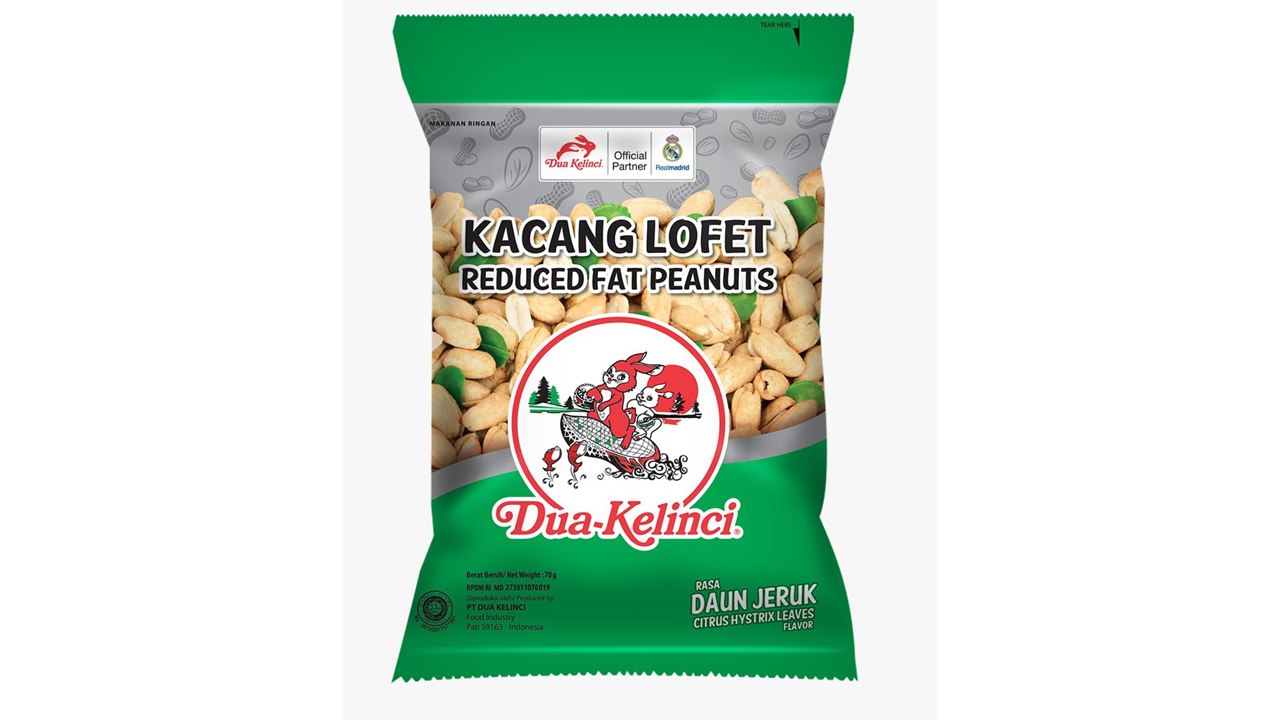 TEAR HERE
MAKANAN RINGAN
Dua Kelinci
Official
Partner
Realmadrid
KACANG LOFET
REDUCED FAT PEANUTS
Dua-Kelinci®
Berat Bersih/ Net Weight : 70 g
BPOM RI MD 273811070019
Diproduksi oleh/ Produced by:
PT DUA KELINCI
Food Industry
Pati 59163 - Indonesia
RASA
DAUN JERUK
CITRUS HYSTRIX LEAVES
FLAVOR